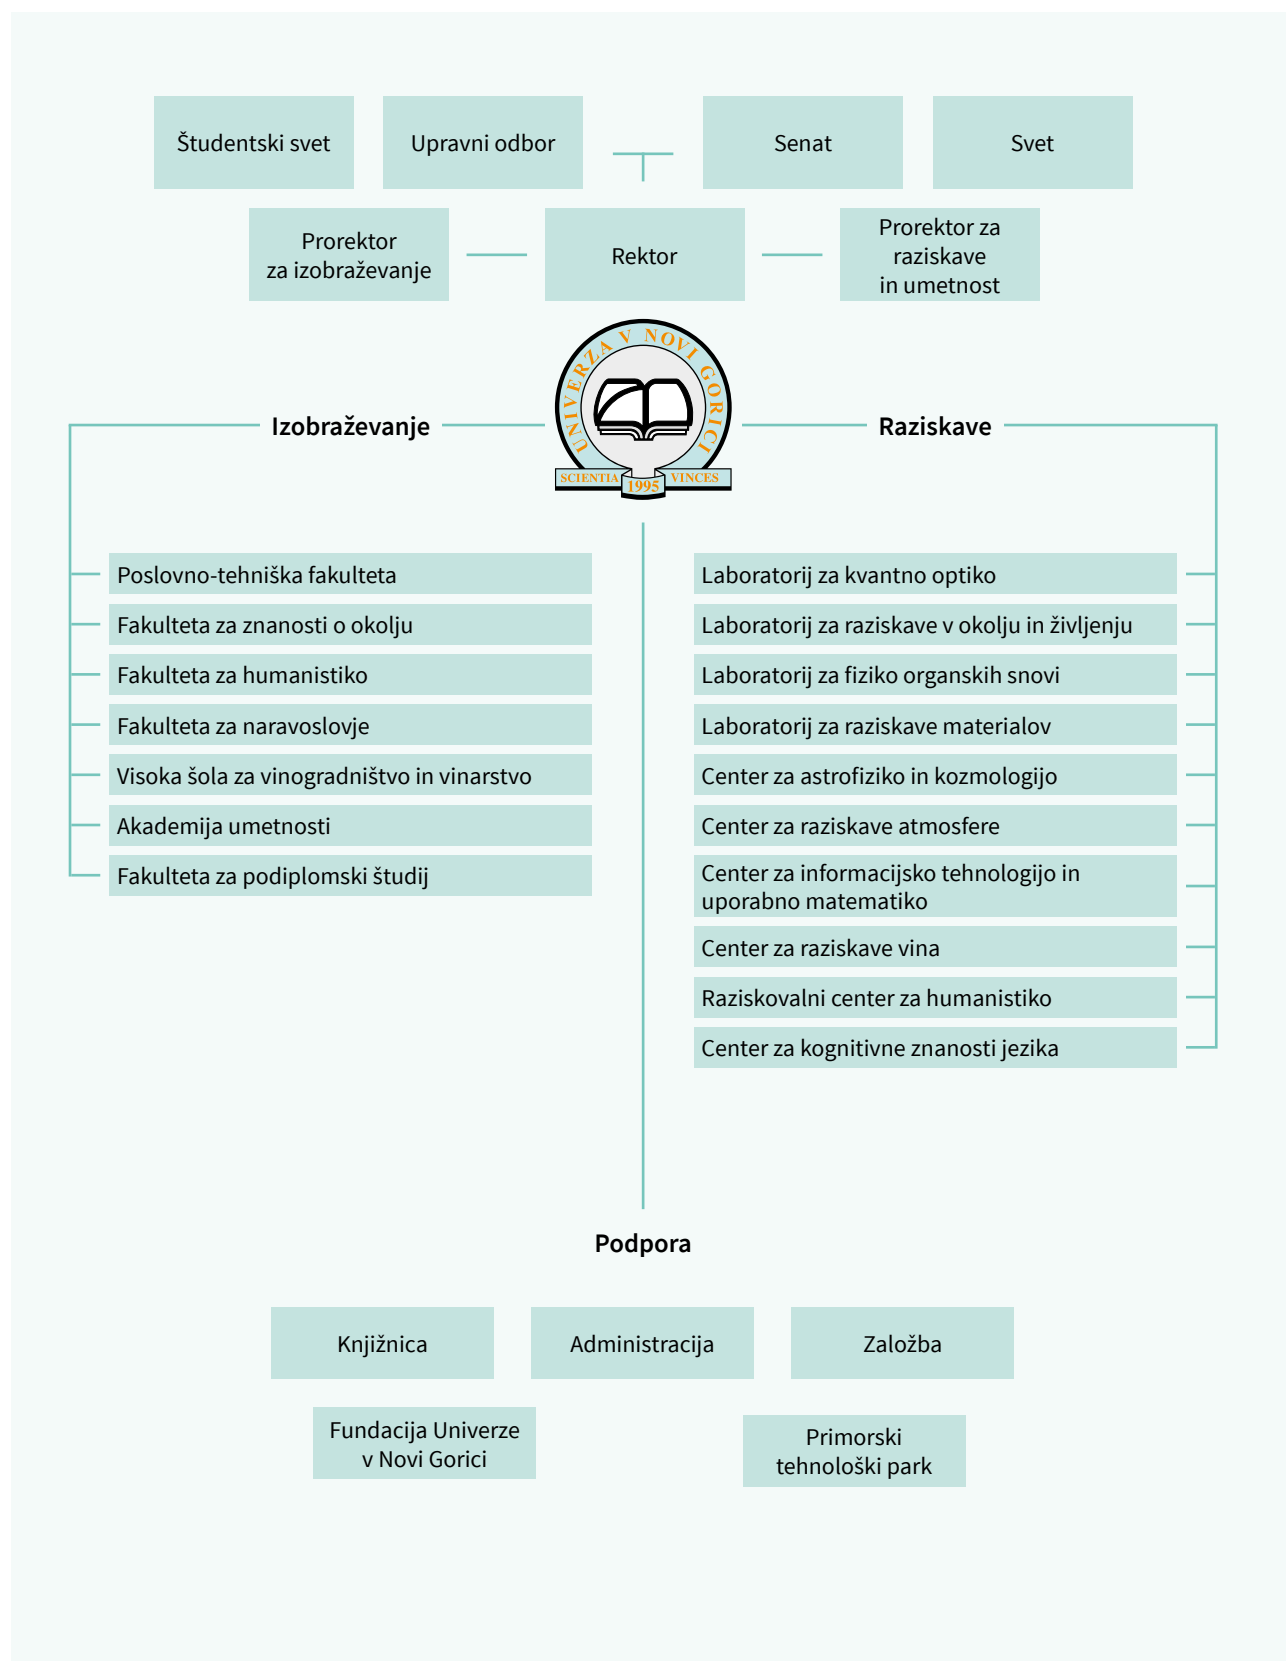 Študentski svet
Upravni odbor
Senat
Svet
Prorektor
za izobraževanje
Rektor
Prorektor za
raziskave
in umetnost
UNIVERZA V NOVI GORICI
SCIENTIA
1995
VINCES
Izobraževanje
Raziskave
Poslovno-tehniška fakulteta
Fakulteta za znanosti o okolju
Fakulteta za humanistiko
Fakulteta za naravoslovje
Visoka šola za vinogradništvo in vinarstvo
Akademija umetnosti
Fakulteta za podiplomski študij
Laboratorij za kvantno optiko
Laboratorij za raziskave v okolju in življenju
Laboratorij za fiziko organskih snovi
Laboratorij za raziskave materialov
Center za astrofiziko in kozmologijo
Center za raziskave atmosfere
Center za informacijsko tehnologijo in
uporabno matematiko
Center za raziskave vina
Raziskovalni center za humanistiko
Center za kognitivne znanosti jezika
Podpora
Knjižnica
Administracija
Založba
Fundacija Univerze
v Novi Gorici
Primorski
tehnološki park